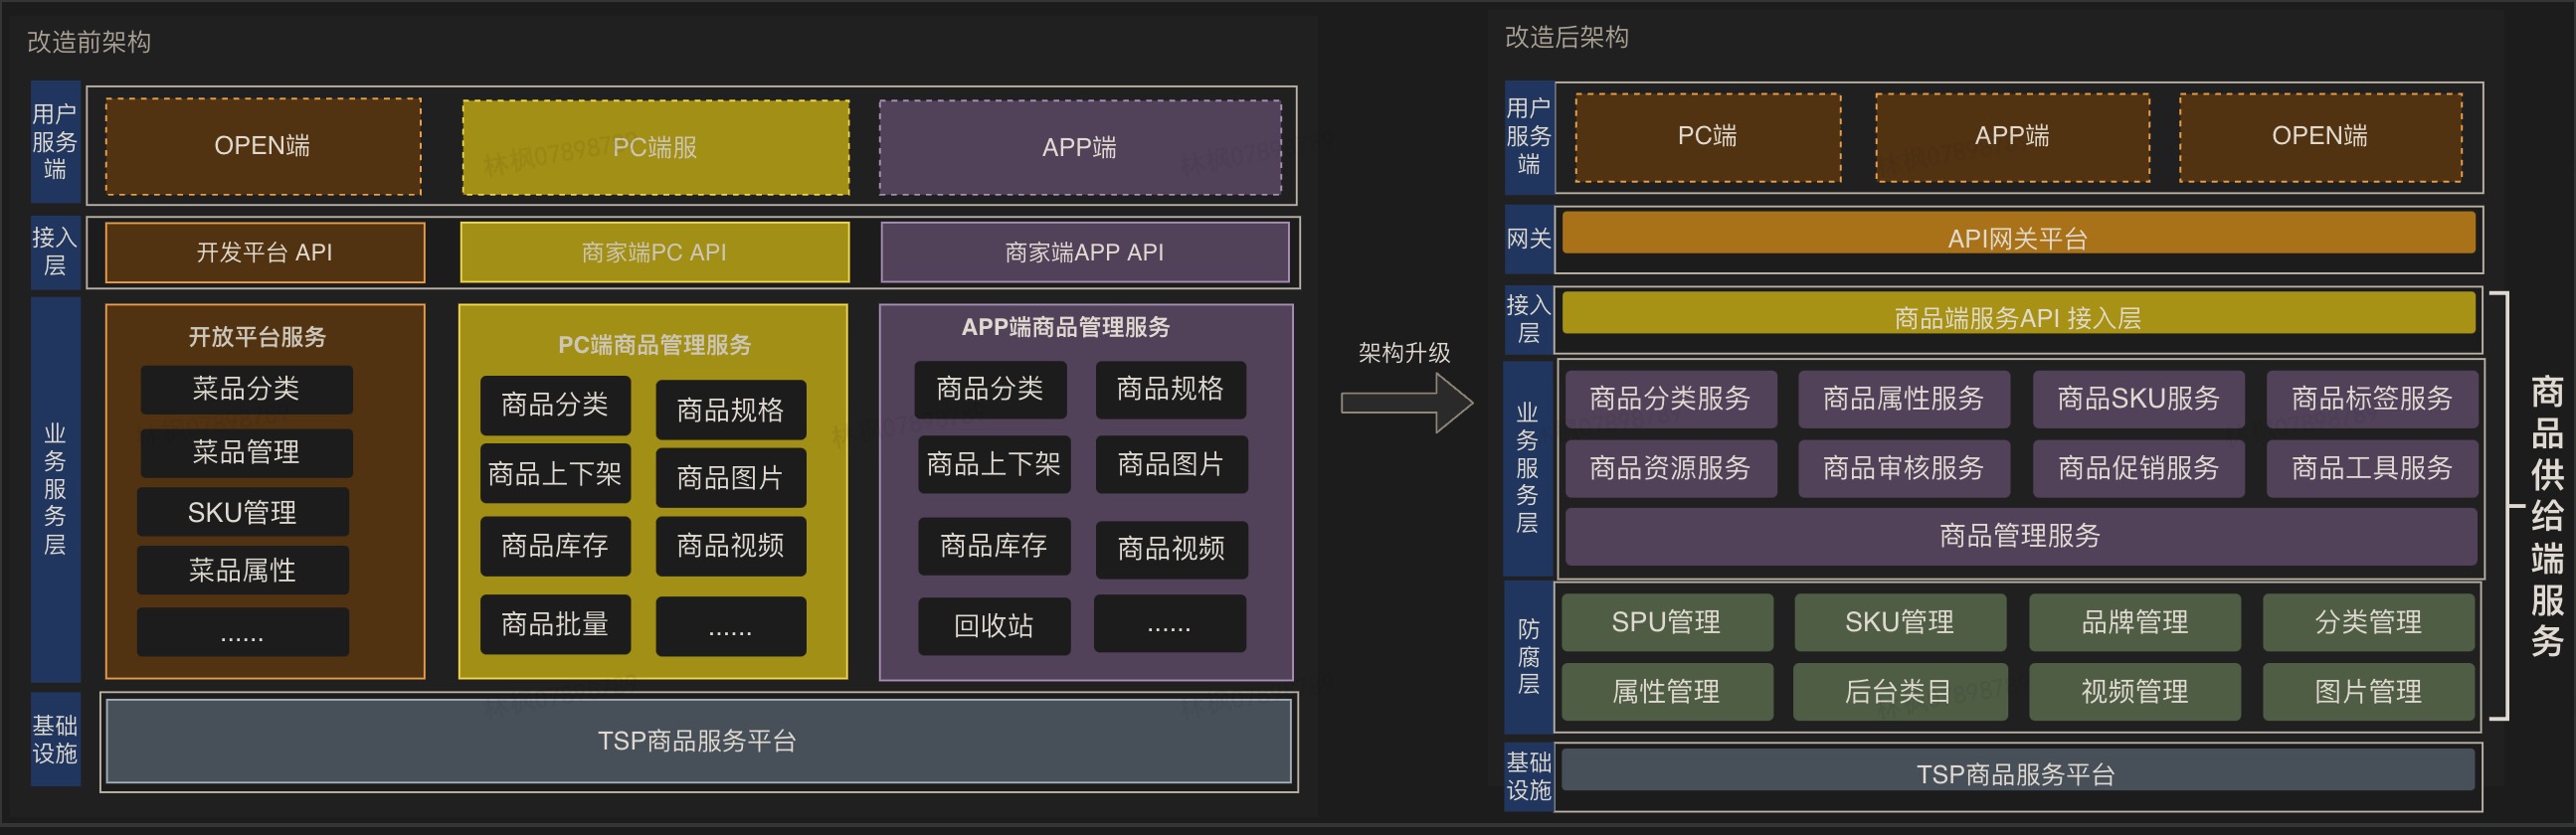 改造前架构
用户
服务
端
OPEN端
PC端服
APP端
接入
层
开发平台 API
商家端PC API
商家端APP API
业
务
服
务
层
开放平台服务
菜品分类
菜品管理
SKU管理
菜品属性
......
PC端商品管理服务
商品分类
商品规格
商品上下架
商品图片
商品库存
商品视频
商品批量
......
APP端商品管理服务
商品分类
商品规格
商品上下架
商品图片
商品库存
商品视频
回收站
......
基础
设施
TSP商品服务平台
架构升级
改造后架构
用户
服务
端
PC端
APP端
OPEN端
网关
API网关平台
接入
层
商品端服务API 接入层
业
务
服
务
层
商品分类服务
商品属性服务
商品SKU服务
商品标签服务
商品资源服务
商品审核服务
商品促销服务
商品工具服务
商品管理服务
防
腐
层
SPU管理
SKU管理
品牌管理
分类管理
属性管理
后台类目
视频管理
图片管理
基础
设施
TSP商品服务平台
商
品
供
给
端
服
务